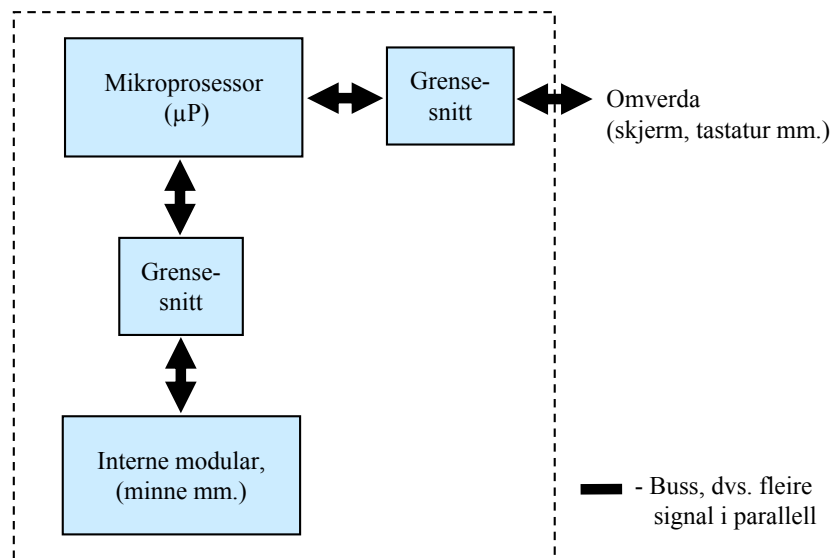 Mikroprosessor
(µP)
Grense-
snitt
Omverda
(skjerm, tastatur mm.)
Grense-
snitt
Interne modular,
(minne mm.)
- Buss, dvs. fleire
signal i parallell